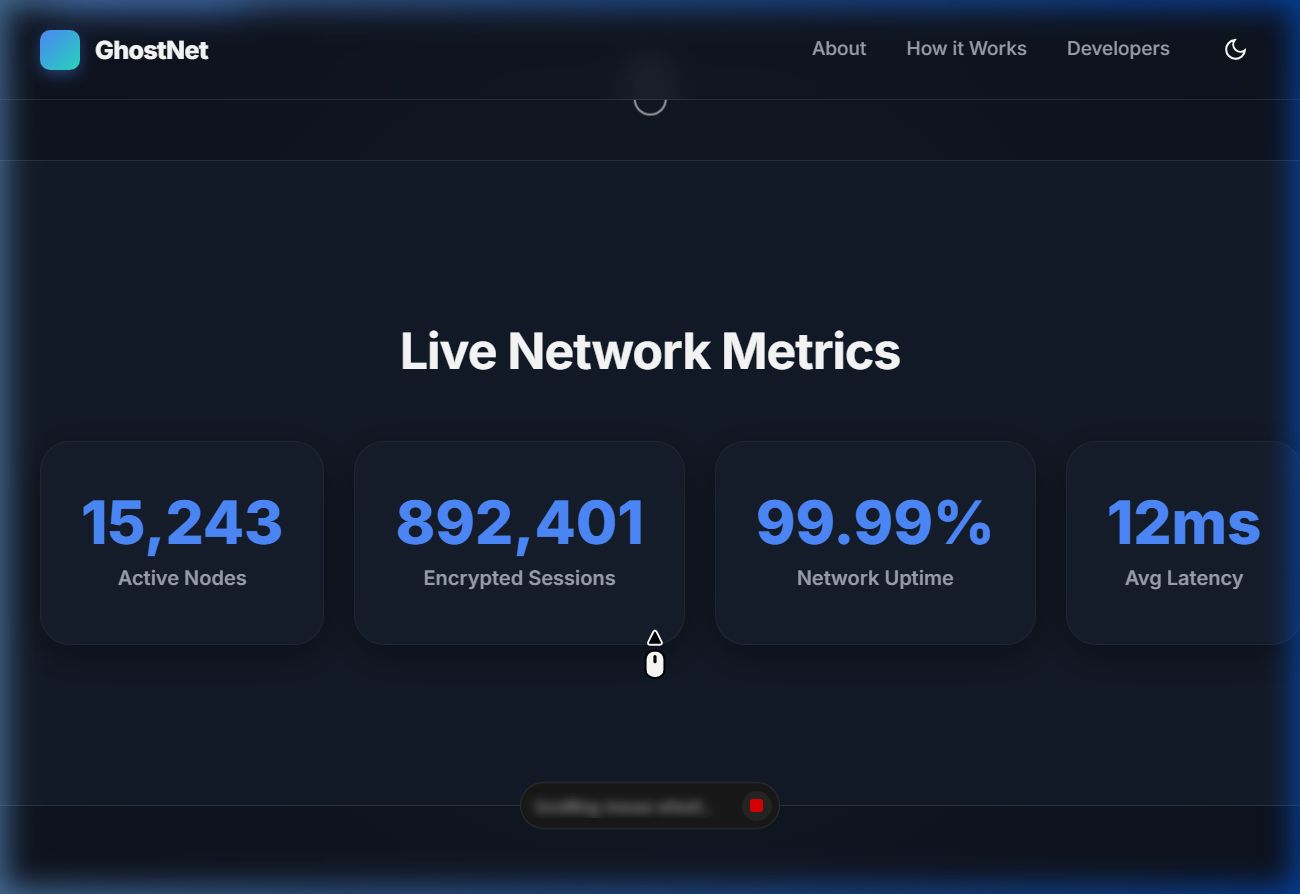 GhostNet
About How it Works Developers
Live Network Metrics
15,243
Active Nodes
892,401
Encrypted Sessions
99.99%
Network Uptime
12ms
Avg Latency